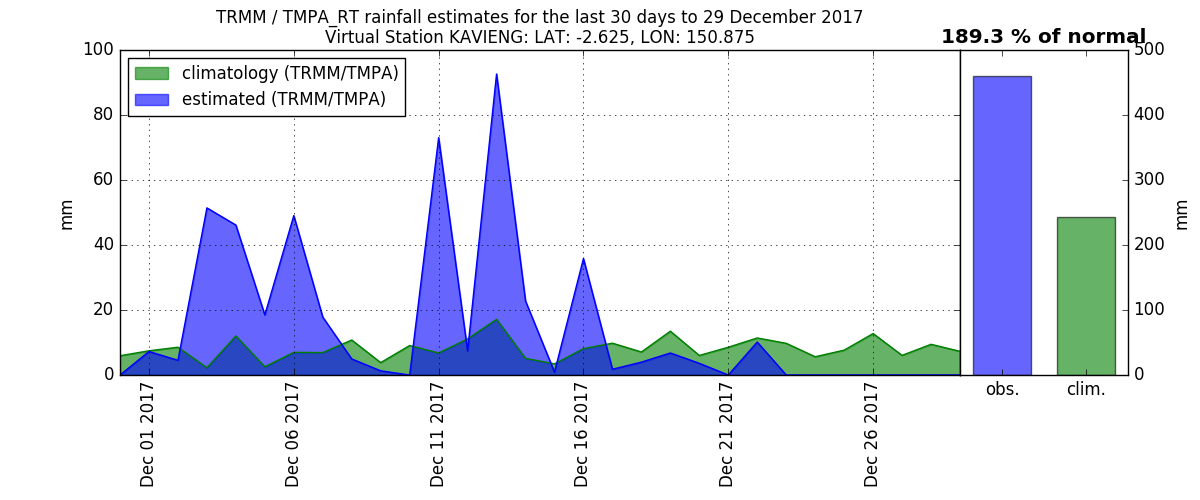 TRMM / TMPA_RT rainfall estimates for the last 30 days to 29 December 2017
Virtual Station KAVIENG: LAT: -2.625, LON: 150.875
189.3 % of normal
climatology (TRMM/TMPA)
estimated (TRMM/TMPA)
100
80
60
40
20
0
mm
500
400
300
200
100
0
mm
obs.
clim.
Dec 01 2017
Dec 06 2017
Dec 11 2017
Dec 16 2017
Dec 21 2017
Dec 26 2017